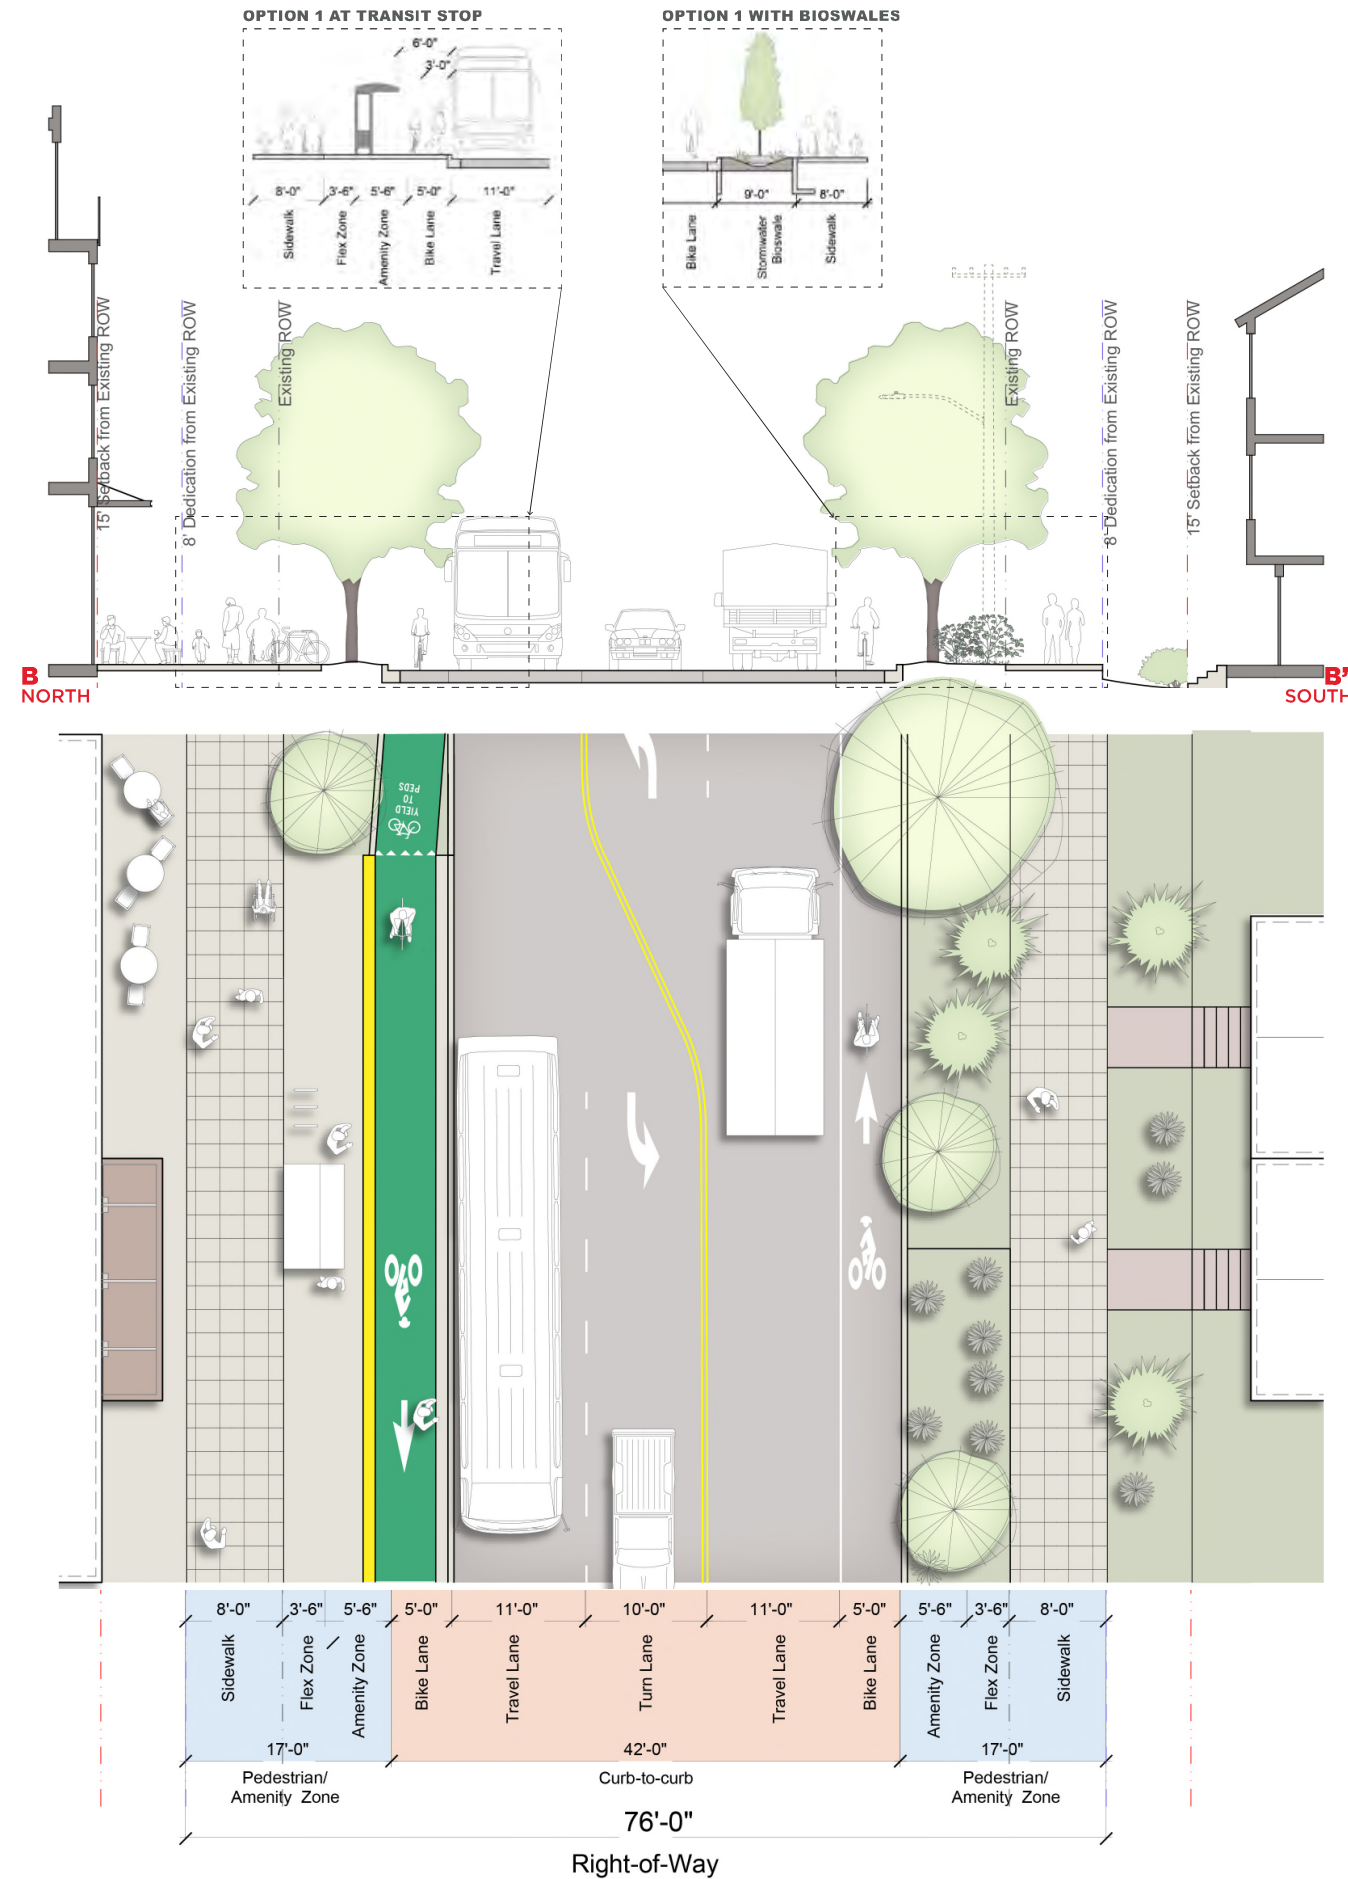 OPTION 1 AT TRANSIT STOP
OPTION 1 WITH BIOSWALES
6'-0"
3'-0"
8'-0"
3'-6"
5'-6"
5'-0"
11'-0"
Sidewalk
Flex Zone
Amenity Zone
Bike Lane
Travel Lane
9'-0"
8'-0"
Bike Lane
Stormwater
Bioswale
Sidewalk
15' Setback from Existing ROW
8' Dedication from Existing ROW
Existing ROW
Existing ROW
8' Dedication from Existing ROW
15' Setback from Existing ROW
B
NORTH
B'
SOUTH
YIELD
TO
PEDS
8'-0"
3'-6"
5'-6"
5'-0"
11'-0"
10'-0"
11'-0"
5'-0"
5'-6"
3'-6"
8'-0"
Sidewalk
Flex Zone
Amenity Zone
Bike Lane
Travel Lane
Turn Lane
Travel Lane
Bike Lane
Amenity Zone
Flex Zone
Sidewalk
17'-0"
42'-0"
17'-0"
Pedestrian/
Amenity Zone
Curb-to-curb
Pedestrian/
Amenity Zone
76'-0"
Right-of-Way